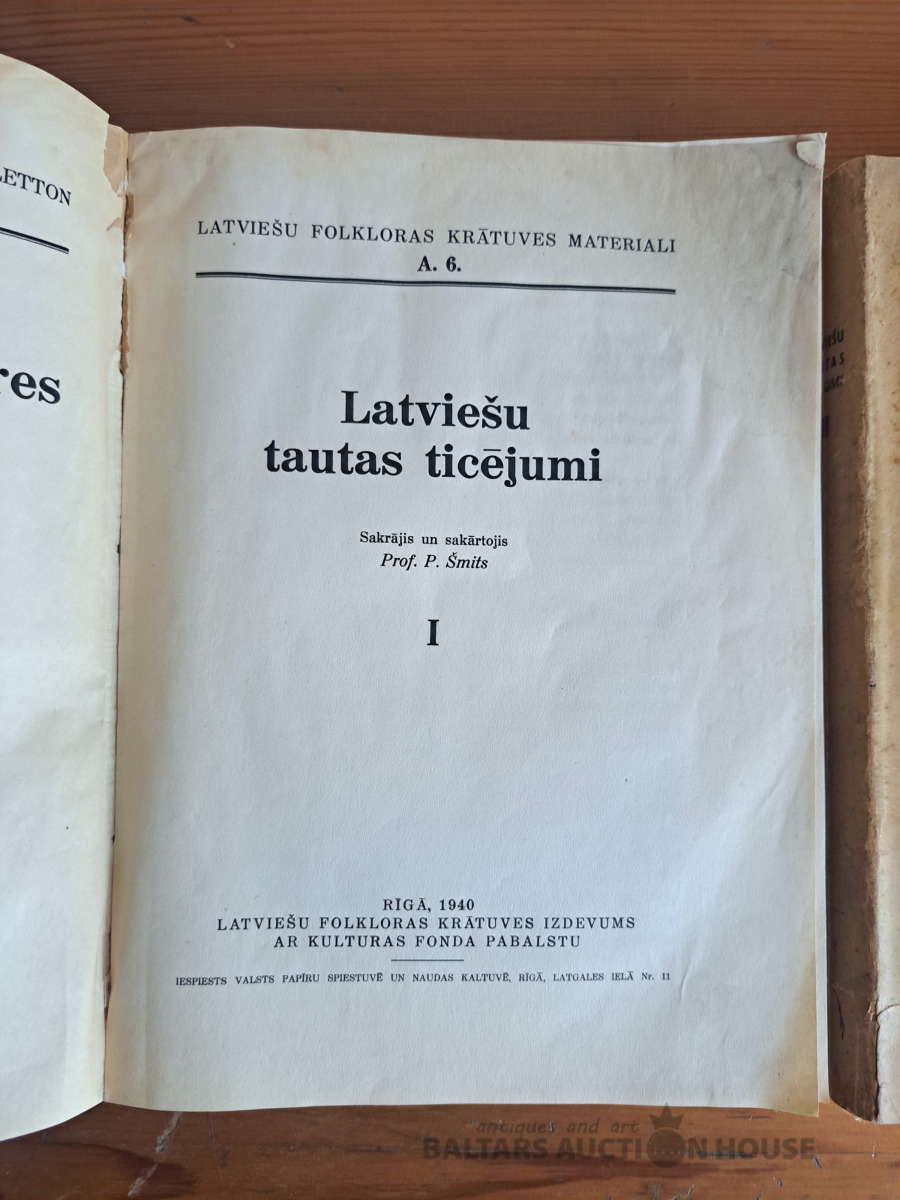 LETTON
res
LATVIEŠU FOLKLORAS KRĀTUVES MATERIALI
A. 6.
Latviešu
tautas ticējumi
Sakrājis un sakārtojis
Prof. P. Šmits
I
RĪGĀ, 1940
LATVIEŠU FOLKLORAS KRĀTUVES IZDEVUMS
AR KULTURAS FONDA PABALSTU
IESPIESTS VALSTS PAPĪRU SPIESTUVĒ UN NAUDAS KALTUVĒ, RĪGĀ, LATGALES IELĀ Nr. 11
antiques and art
BALTARS AUCTION HOUSE